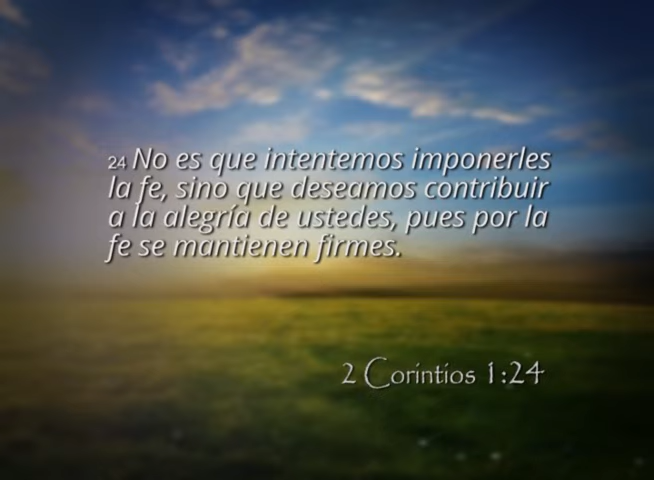 24 No es que intentemos imponerles
la fe, sino que deseamos contribuir
a la alegría de ustedes, pues por la
fe se mantienen firmes.
2 Corintios 1:24